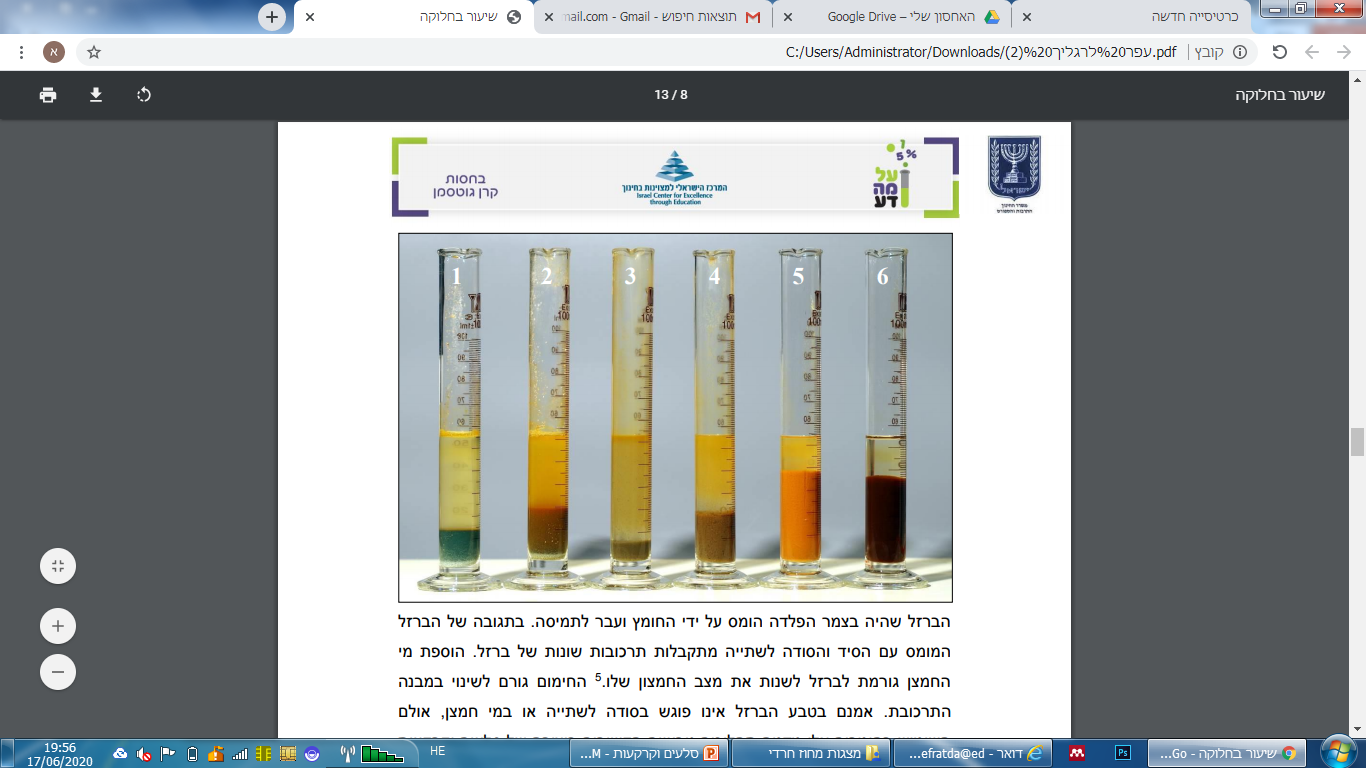 כרטיסייה חדשה
האחסון שלי – Google Drive
תוצאות חיפוש - mail.com - Gmail
שיעור בחלוקה
קובץ
C:/Users/Administrator/Downloads/(2)%20עפר%20לרגליך.pdf
א
שיעור בחלוקה
13 / 8
בחסות
קרן גוטסמן
המרכז הישראלי למצוינות בחינוך
Israel Center for Excellence
through Education
5%
על
מה
דע
ישראל
משרד החינוך
התרבות והספורט
1 2 3 4 5 6
הברזל שהיה בצמר הפלדה הומס על ידי החומץ ועבר לתמיסה. בתגובה של הברזל
המומס עם הסיד והסודה לשתייה מתקבלות תרכובות שונות של ברזל. הוספת מי
החמצן גורמת לברזל לשנות את מצב החמצון שלו.5 החימום גורם לשינוי במבנה
התרכובת. אמנם בטבע הברזל אינו פוגש בסודה לשתייה או במי חמצן, אולם
שיעור בחלוקה - Go...
דואר - efratda@ed...
מצגות מחוז חרדי
סלעים וקרקעות - M...
HE
19:56
17/06/2020